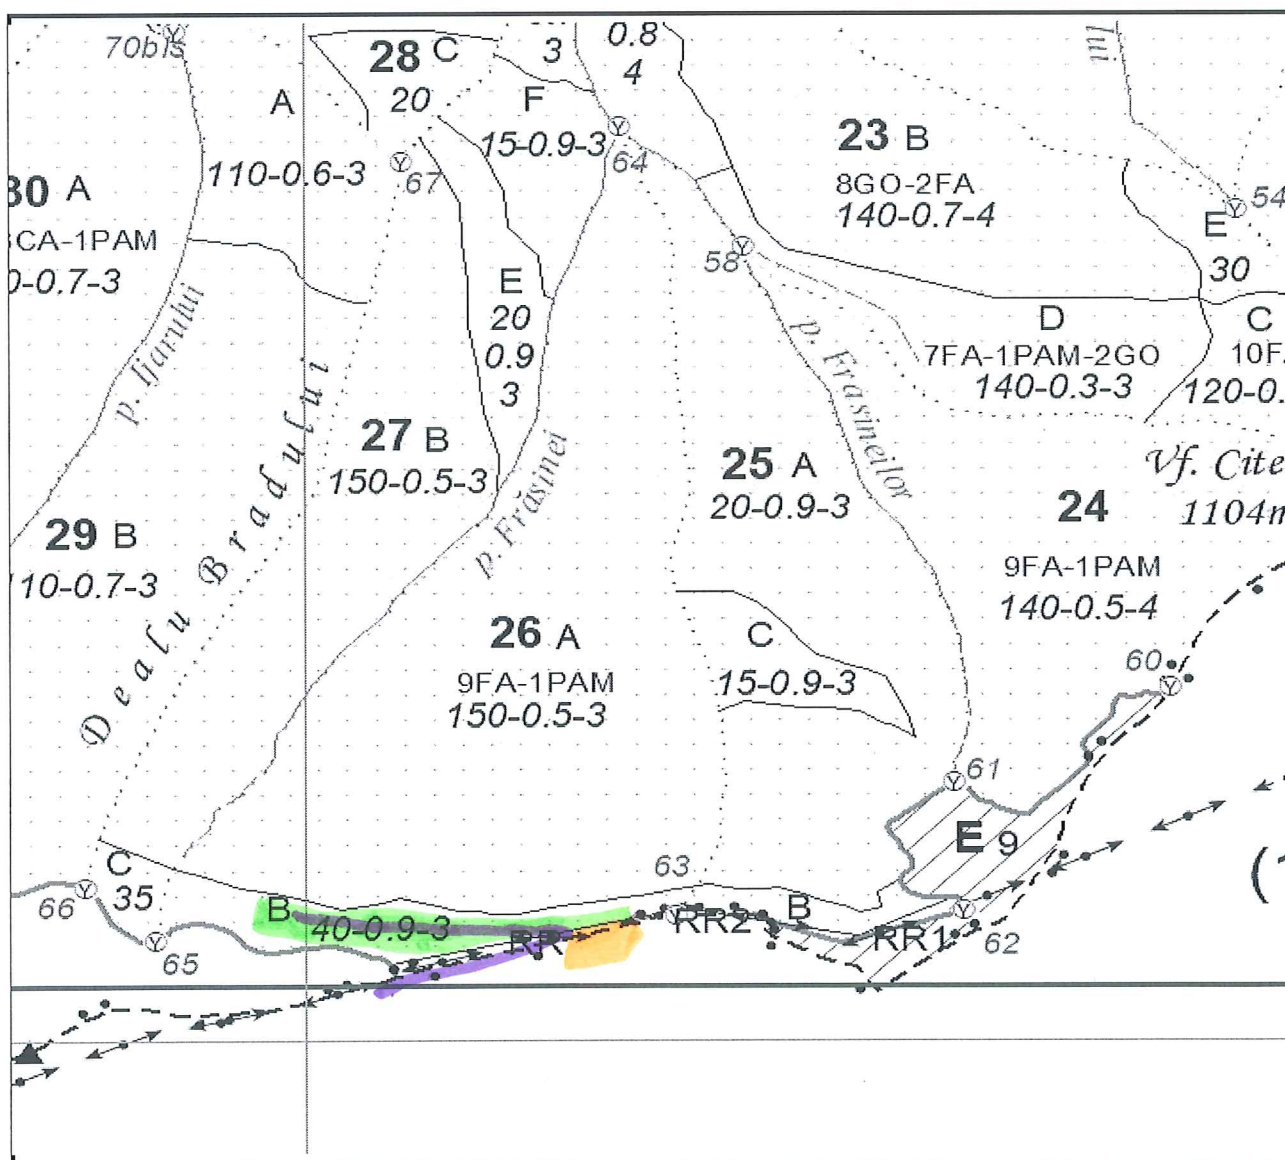 70bis
28 C
20
3
0.8
4
A
F
15-0.9-3
64
110-0.6-3
67
23 B
8GO-2FA
140-0.7-4
54
E
30
30 A
CA-1PAM
0-0.7-3
58
E
20
0.9
3
D
7FA-1PAM-2GO
140-0.3-3
C
10F
120-0.
p. Ijarului
p. Frasineilor
27 B
150-0.5-3
25 A
20-0.9-3
Vf. Cite
1104m
24
9FA-1PAM
140-0.5-4
29 B
10-0.7-3
Dealu Bradului
p. Frăsinei
26 A
9FA-1PAM
150-0.5-3
C
15-0.9-3
60
61
E 9
63
C
35
66
65
B
40-0.9-3
RR
RR2
B
RR1
62
(